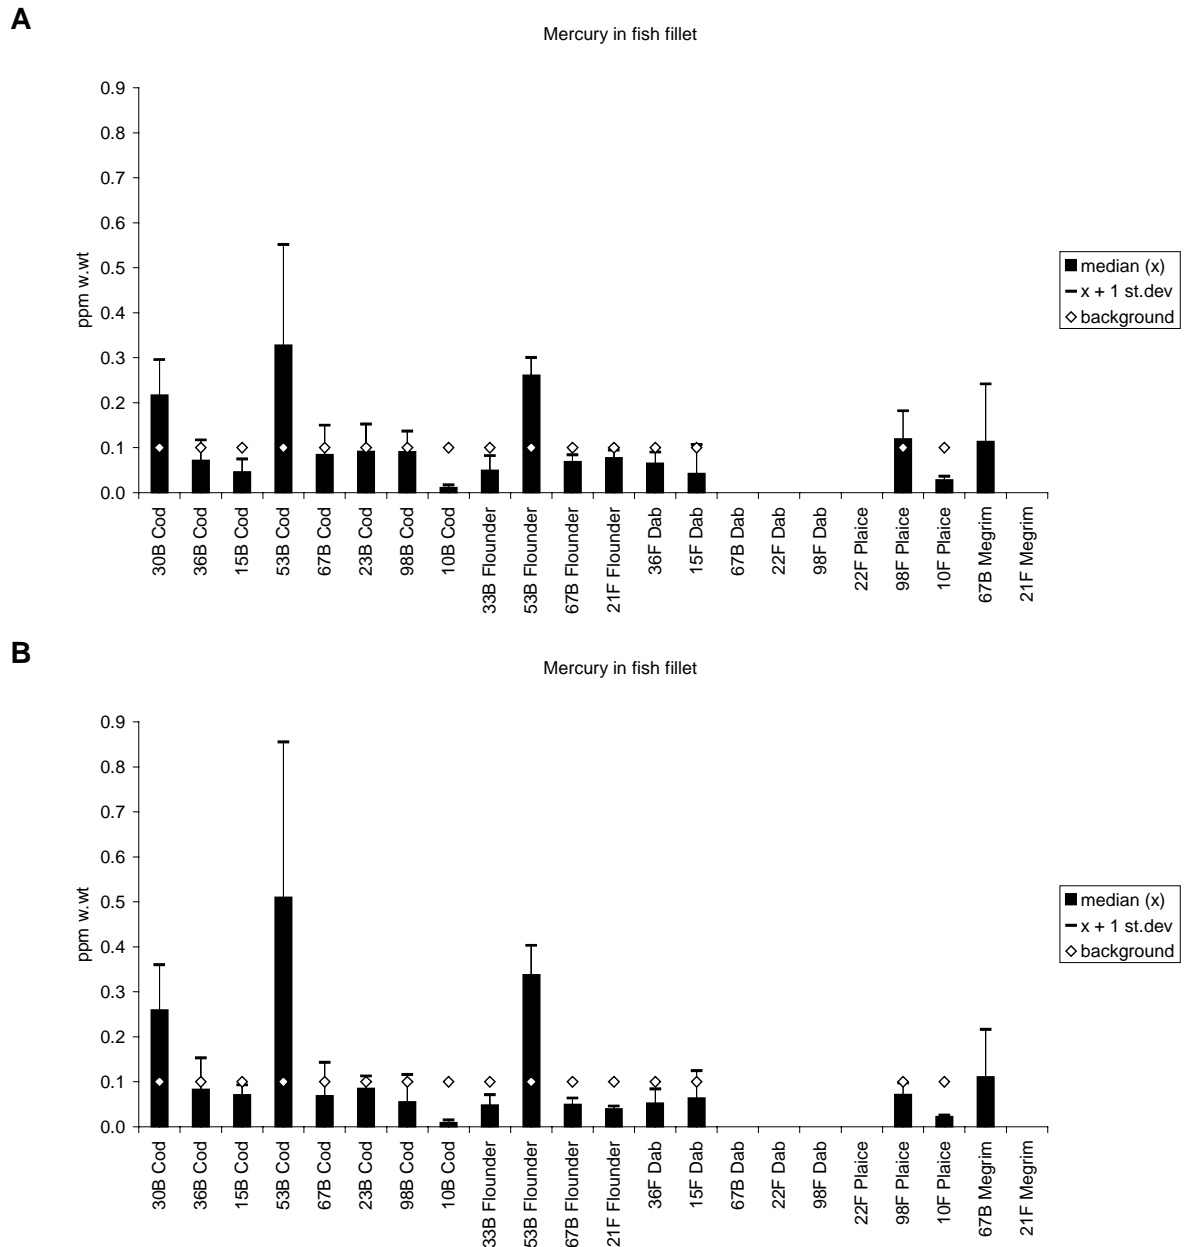 A
Mercury in fish fillet
0.9
0.8
0.7
0.6
0.5
0.4
0.3
0.2
0.1
0.0
ppm w.wt
30B Cod
36B Cod
15B Cod
53B Cod
67B Cod
23B Cod
98B Cod
10B Cod
33B Flounder
53B Flounder
67B Flounder
21F Flounder
36F Dab
15F Dab
67B Dab
22F Dab
98F Dab
22F Plaice
98F Plaice
10F Plaice
67B Megrim
21F Megrim
median (x)
x + 1 st.dev
background
B
Mercury in fish fillet
0.9
0.8
0.7
0.6
0.5
0.4
0.3
0.2
0.1
0.0
ppm w.wt
30B Cod
36B Cod
15B Cod
53B Cod
67B Cod
23B Cod
98B Cod
10B Cod
33B Flounder
53B Flounder
67B Flounder
21F Flounder
36F Dab
15F Dab
67B Dab
22F Dab
98F Dab
22F Plaice
98F Plaice
10F Plaice
67B Megrim
21F Megrim
median (x)
x + 1 st.dev
background